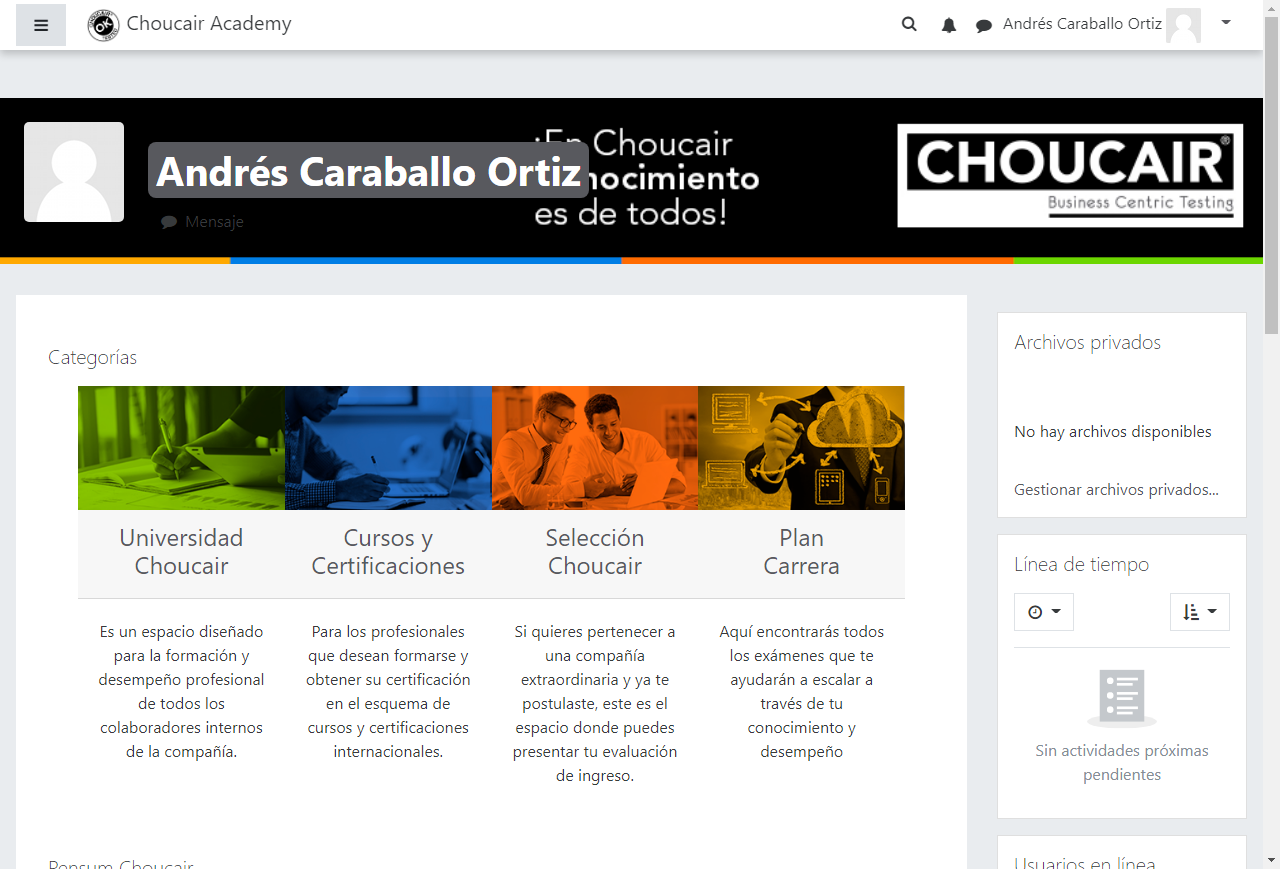 Choucair Academy
Andrés Caraballo Ortiz
¡En Choucair
Andrés Caraballo Ortiz
nocimiento
es de todos!
Mensaje
CHOUCAIR®
Business Centric Testing
Categorías
Universidad
Choucair
Es un espacio diseñado
para la formación y
desempeño profesional
de todos los
colaboradores internos
de la compañía.
Cursos y
Certificaciones
Para los profesionales
que desean formarse y
obtener su certificación
en el esquema de
cursos y certificaciones
internacionales.
Selección
Choucair
Si quieres pertenecer a
una compañía
extraordinaria y ya te
postulaste, este es el
espacio donde puedes
presentar tu evaluación
de ingreso.
Plan
Carrera
Aquí encontrarás todos
los exámenes que te
ayudarán a escalar a
través de tu
conocimiento y
desempeño
Pensum Choucair
Archivos privados
No hay archivos disponibles
Gestionar archivos privados...
Línea de tiempo
Sin actividades próximas
pendientes
Usuarios en línea